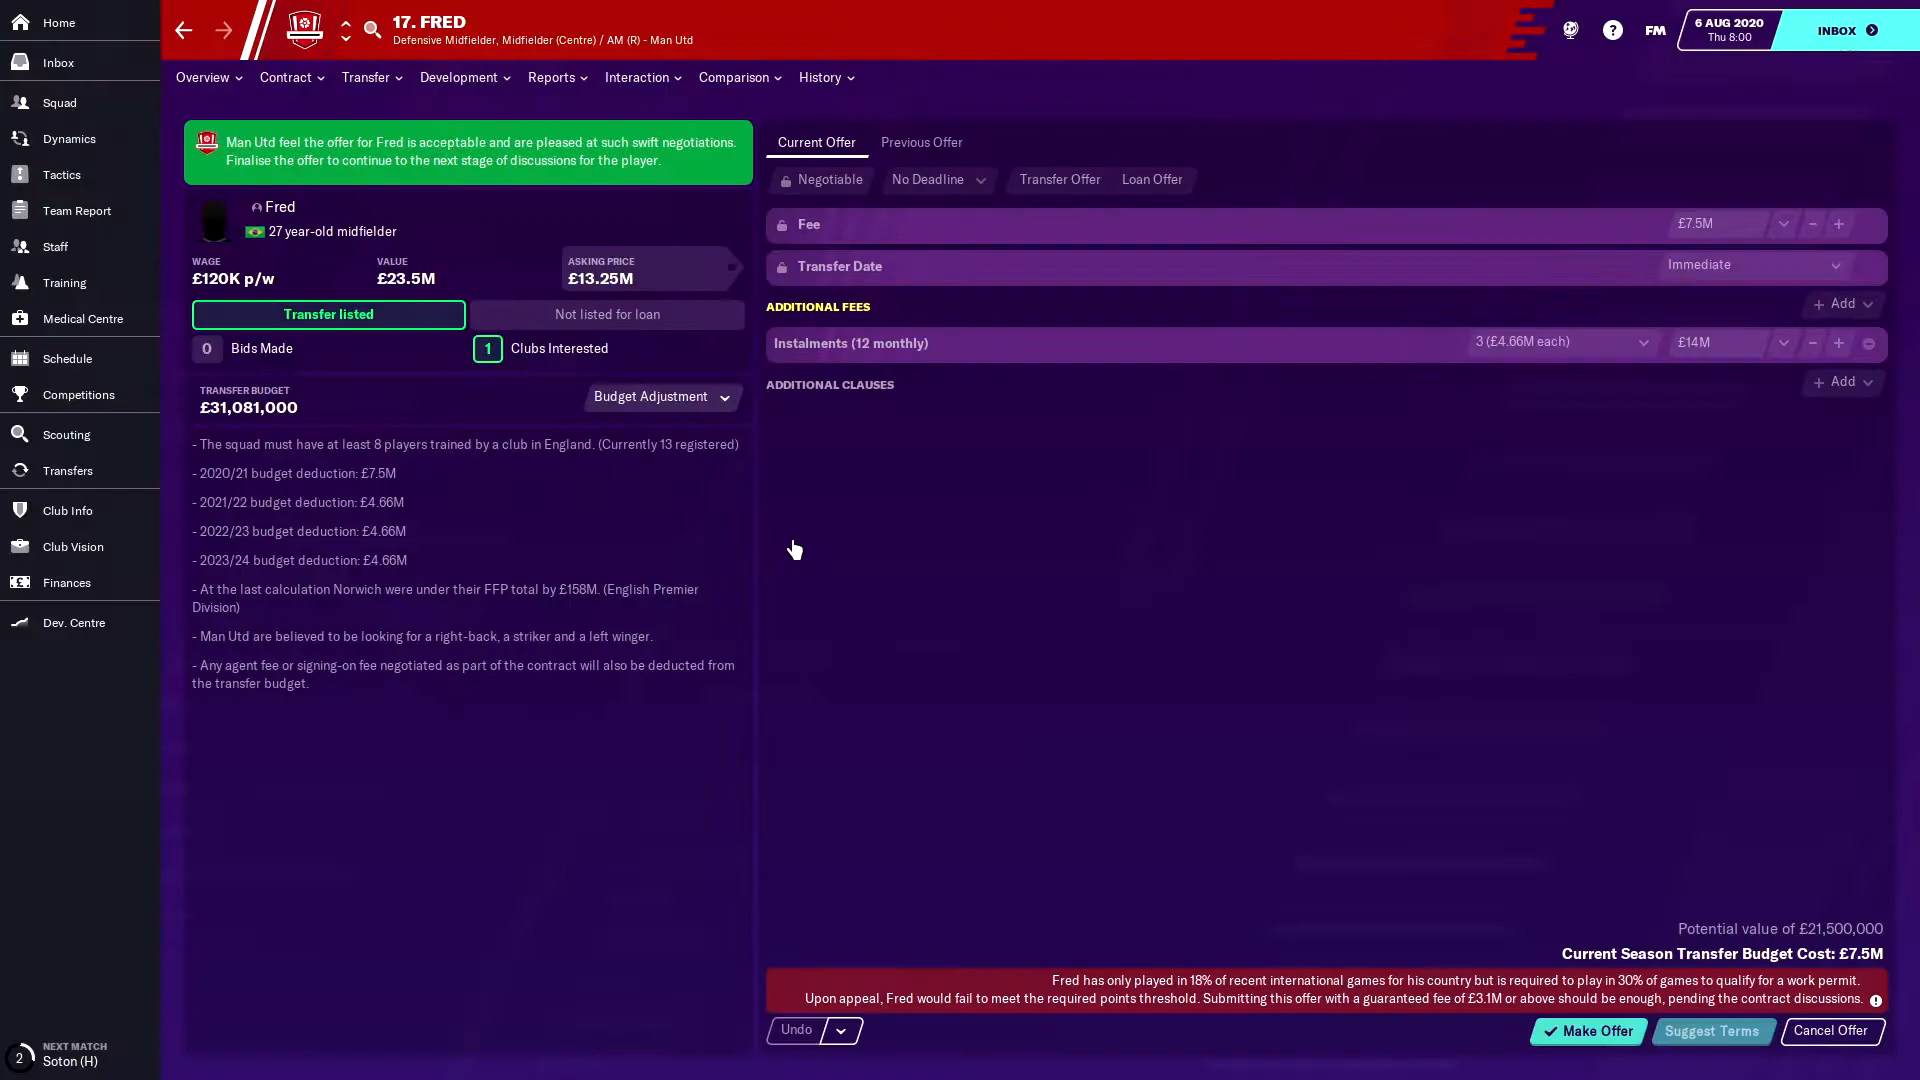 Home
Inbox
Squad
Dynamics
Tactics
Team Report
Staff
Training
Medical Centre
Schedule
Competitions
Scouting
Transfers
Club Info
Club Vision
Finances
Dev. Centre
2
NEXT MATCH
Soton (H)
17. FRED
Defensive Midfielder, Midfielder (Centre) / AM (R) - Man Utd
?
FM
6 AUG 2020
Thu 8:00
INBOX
Overview Contract Transfer Development Reports Interaction Comparison History
Man Utd feel the offer for Fred is acceptable and are pleased at such swift negotiations.
Finalise the offer to continue to the next stage of discussions for the player.
Fred
27 year-old midfielder
WAGE VALUE ASKING PRICE
£120K p/w £23.5M £13.25M
Transfer listed Not listed for loan
0 Bids Made 1 Clubs Interested
TRANSFER BUDGET
£31,081,000
Budget Adjustment
- The squad must have at least 8 players trained by a club in England. (Currently 13 registered)
- 2020/21 budget deduction: £7.5M
- 2021/22 budget deduction: £4.66M
- 2022/23 budget deduction: £4.66M
- 2023/24 budget deduction: £4.66M
- At the last calculation Norwich were under their FFP total by £158M. (English Premier
Division)
- Man Utd are believed to be looking for a right-back, a striker and a left winger.
- Any agent fee or signing-on fee negotiated as part of the contract will also be deducted from
the transfer budget.
Current Offer Previous Offer
Negotiable No Deadline Transfer Offer Loan Offer
Fee £7.5M - +
Transfer Date Immediate
ADDITIONAL FEES + Add
Instalments (12 monthly) 3 (£4.66M each) £14M - +
ADDITIONAL CLAUSES + Add
Potential value of £21,500,000
Current Season Transfer Budget Cost: £7.5M
Fred has only played in 18% of recent international games for his country but is required to play in 30% of games to qualify for a work permit.
Upon appeal, Fred would fail to meet the required points threshold. Submitting this offer with a guaranteed fee of £3.1M or above should be enough, pending the contract discussions.
Undo
Make Offer Suggest Terms Cancel Offer